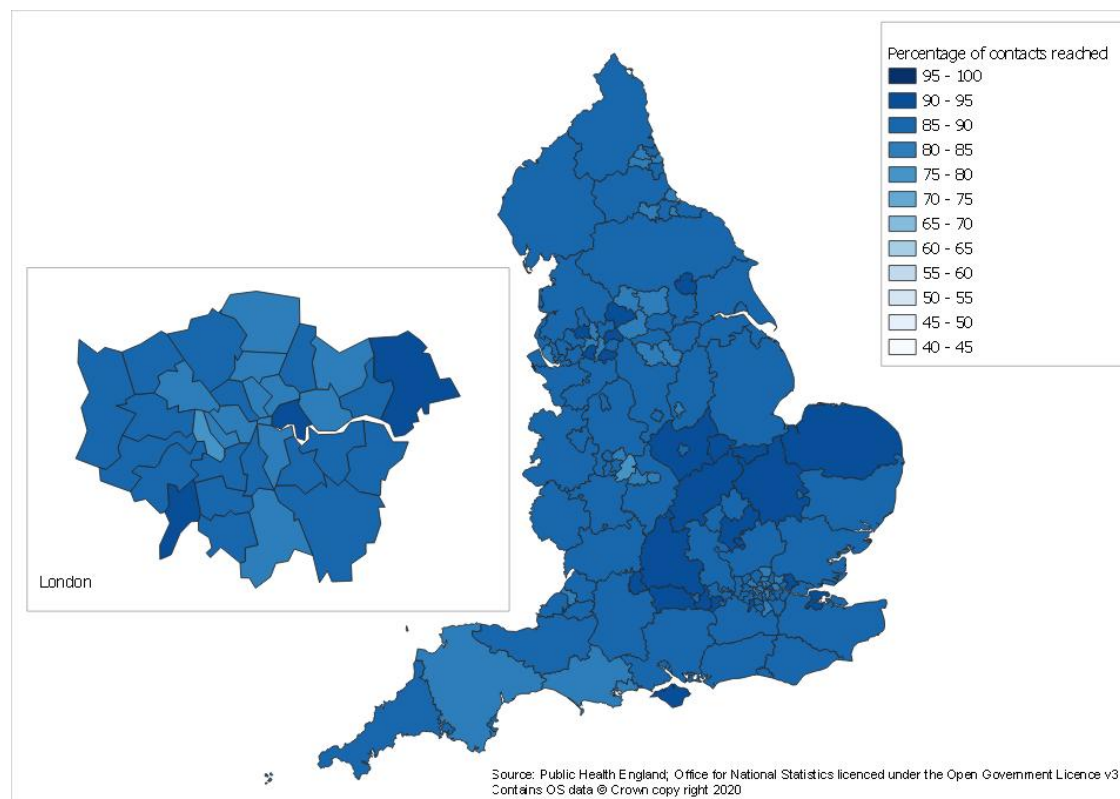 Percentage of contacts reached
95 - 100
90 - 95
85 - 90
80 - 85
75 - 80
70 - 75
65 - 70
60 - 65
55 - 60
50 - 55
45 - 50
40 - 45
London
Source: Public Health England; Office for National Statistics licenced under the Open Government Licence v3
Contains OS data © Crown copy right 2020